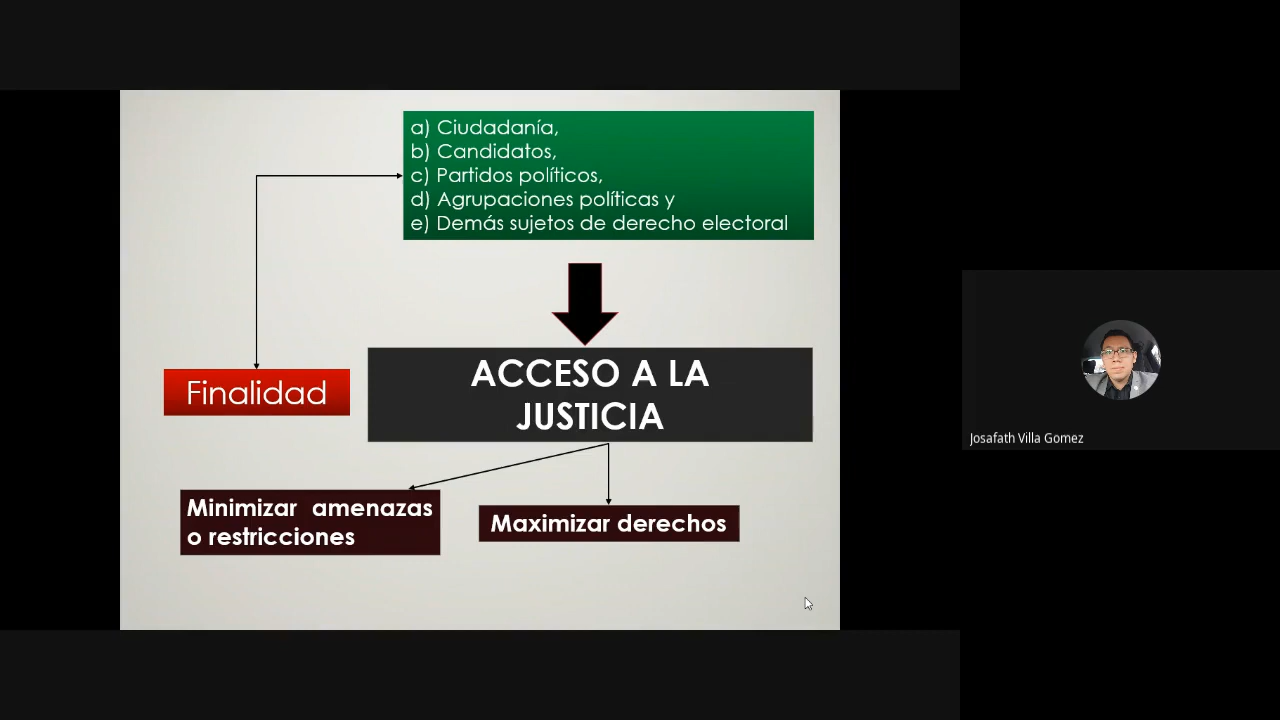 a) Ciudadanía,
b) Candidatos,
c) Partidos políticos,
d) Agrupaciones políticas y
e) Demás sujetos de derecho electoral
Finalidad
ACCESO A LA
JUSTICIA
Minimizar amenazas
o restricciones
Maximizar derechos
Josafath Villa Gomez